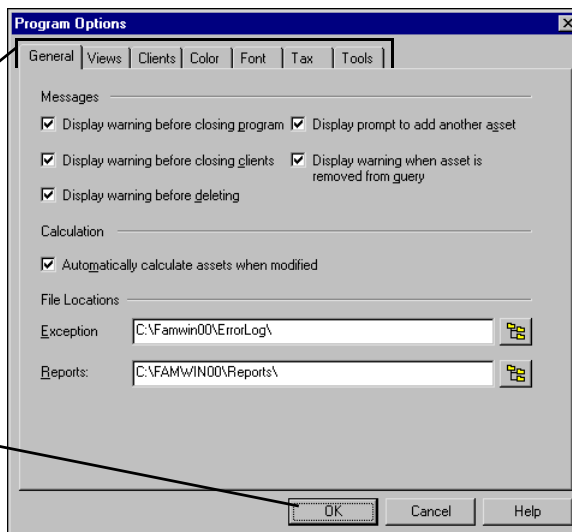 Program Options
General Views Clients Color Font Tax Tools
Messages
Display warning before closing program Display prompt to add another asset
Display warning before closing clients Display warning when asset is
removed from query
Display warning before deleting
Calculation
Automatically calculate assets when modified
File Locations
Exception C:\Famwin00\ErrorLog\
Reports: C:\FAMWIN00\Reports\
OK Cancel Help